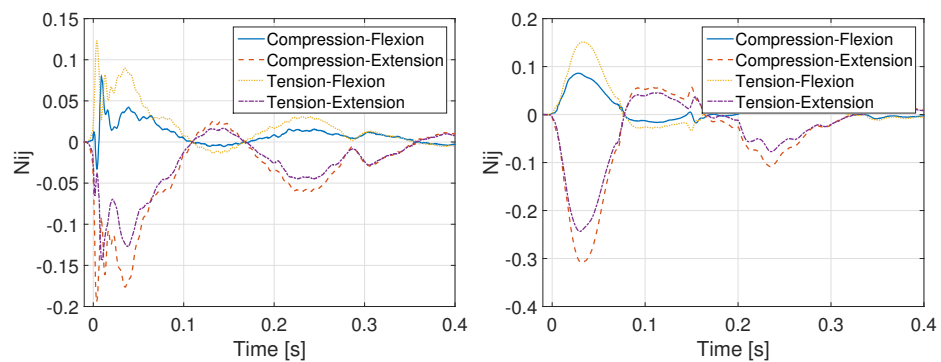 0.15
0.1
0.05
0
-0.05
-0.1
-0.15
-0.2
Nij
0
0.1
0.2
0.3
0.4
Time [s]
Compression-Flexion
Compression-Extension
Tension-Flexion
Tension-Extension
0.2
0.1
0
-0.1
-0.2
-0.3
-0.4
Nij
0
0.1
0.2
0.3
0.4
Time [s]
Compression-Flexion
Compression-Extension
Tension-Flexion
Tension-Extension